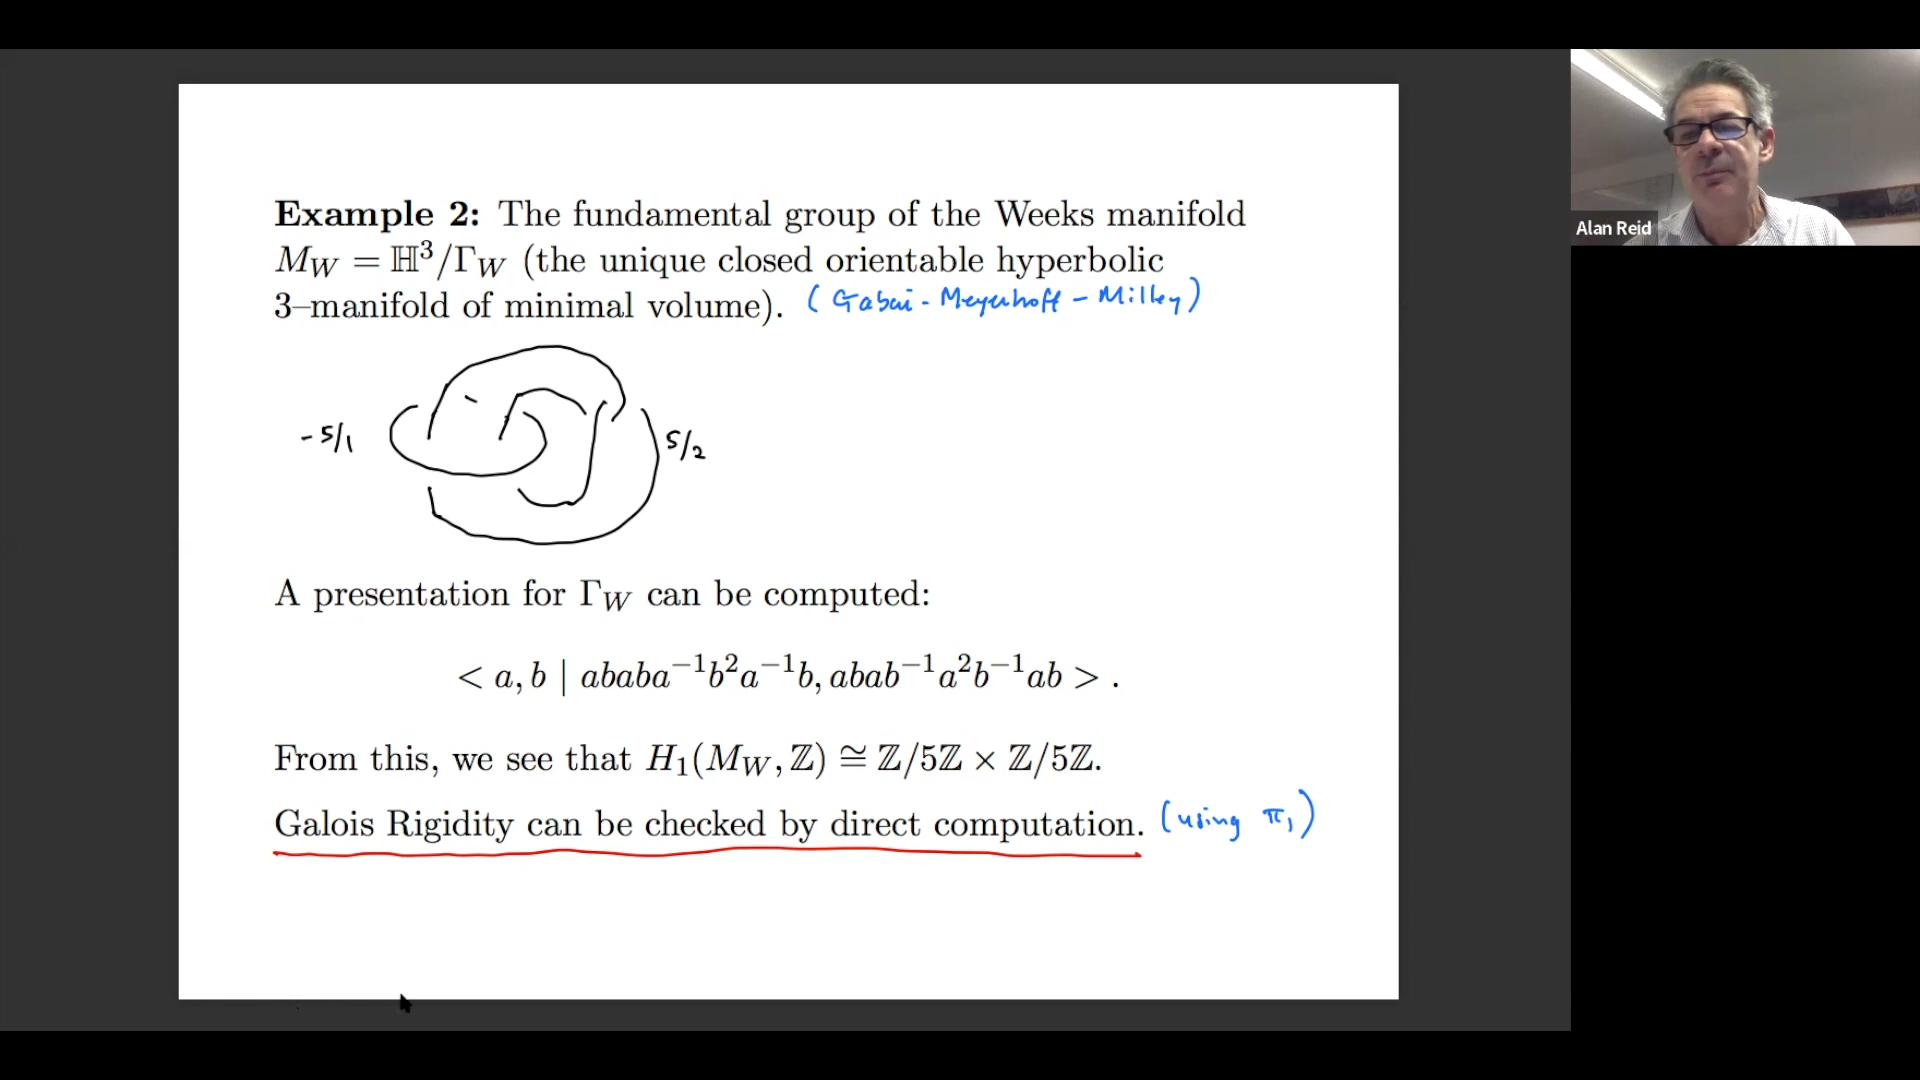 Example 2: The fundamental group of the Weeks manifold
M_W = ℍ³/Γ_W (the unique closed orientable hyperbolic
3–manifold of minimal volume). (Gabai - Meyerhoff - Milley)
-5/1
5/2
A presentation for Γ_W can be computed:
< a, b | ababa⁻¹b²a⁻¹b, abab⁻¹a²b⁻¹ab > .
From this, we see that H₁(M_W, ℤ) ≅ ℤ/5ℤ × ℤ/5ℤ.
Galois Rigidity can be checked by direct computation. (using π₁)
Alan Reid